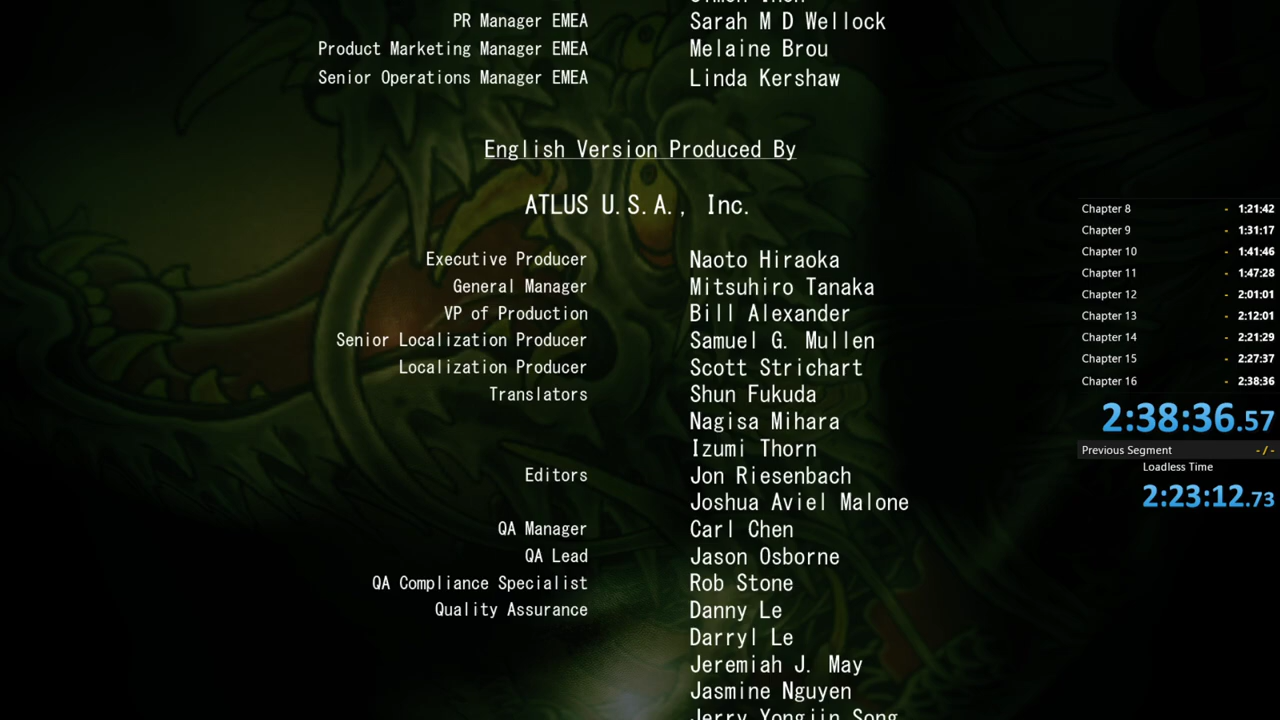 PR Manager EMEA Sarah M D Wellock
Product Marketing Manager EMEA Melaine Brou
Senior Operations Manager EMEA Linda Kershaw
English Version Produced By
ATLUS U.S.A., Inc.
Executive Producer Naoto Hiraoka
General Manager Mitsuhiro Tanaka
VP of Production Bill Alexander
Senior Localization Producer Samuel G. Mullen
Localization Producer Scott Strichart
Translators Shun Fukuda
Nagisa Mihara
Izumi Thorn
Editors Jon Riesenbach
Joshua Aviel Malone
QA Manager Carl Chen
QA Lead Jason Osborne
QA Compliance Specialist Rob Stone
Quality Assurance Danny Le
Darryl Le
Jeremiah J. May
Jasmine Nguyen
Jerry Yongjin Song
Chapter 8 - 1:21:42
Chapter 9 - 1:31:17
Chapter 10 - 1:41:46
Chapter 11 - 1:47:28
Chapter 12 - 2:01:01
Chapter 13 - 2:12:01
Chapter 14 - 2:21:29
Chapter 15 - 2:27:37
Chapter 16 - 2:38:36
2:38:36.57
Previous Segment - / -
Loadless Time
2:23:12.73